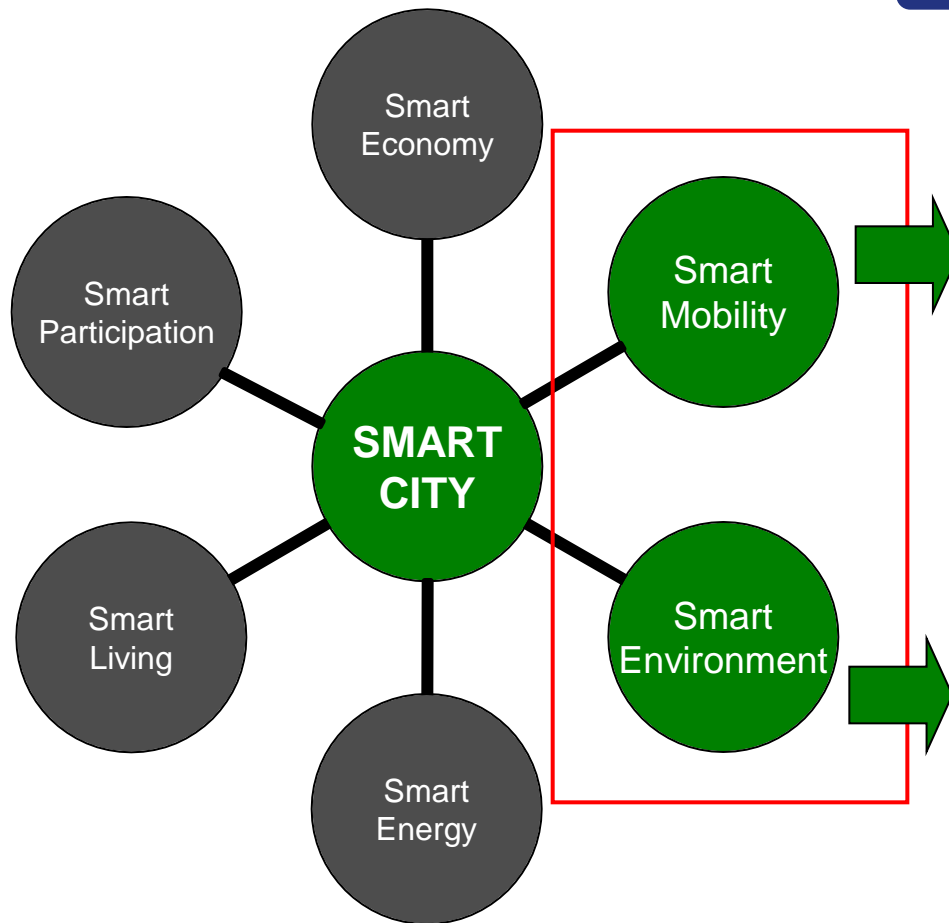 Smart
Economy
Smart
Mobility
Smart
Participation
SMART
CITY
Smart
Living
Smart
Environment
Smart
Energy